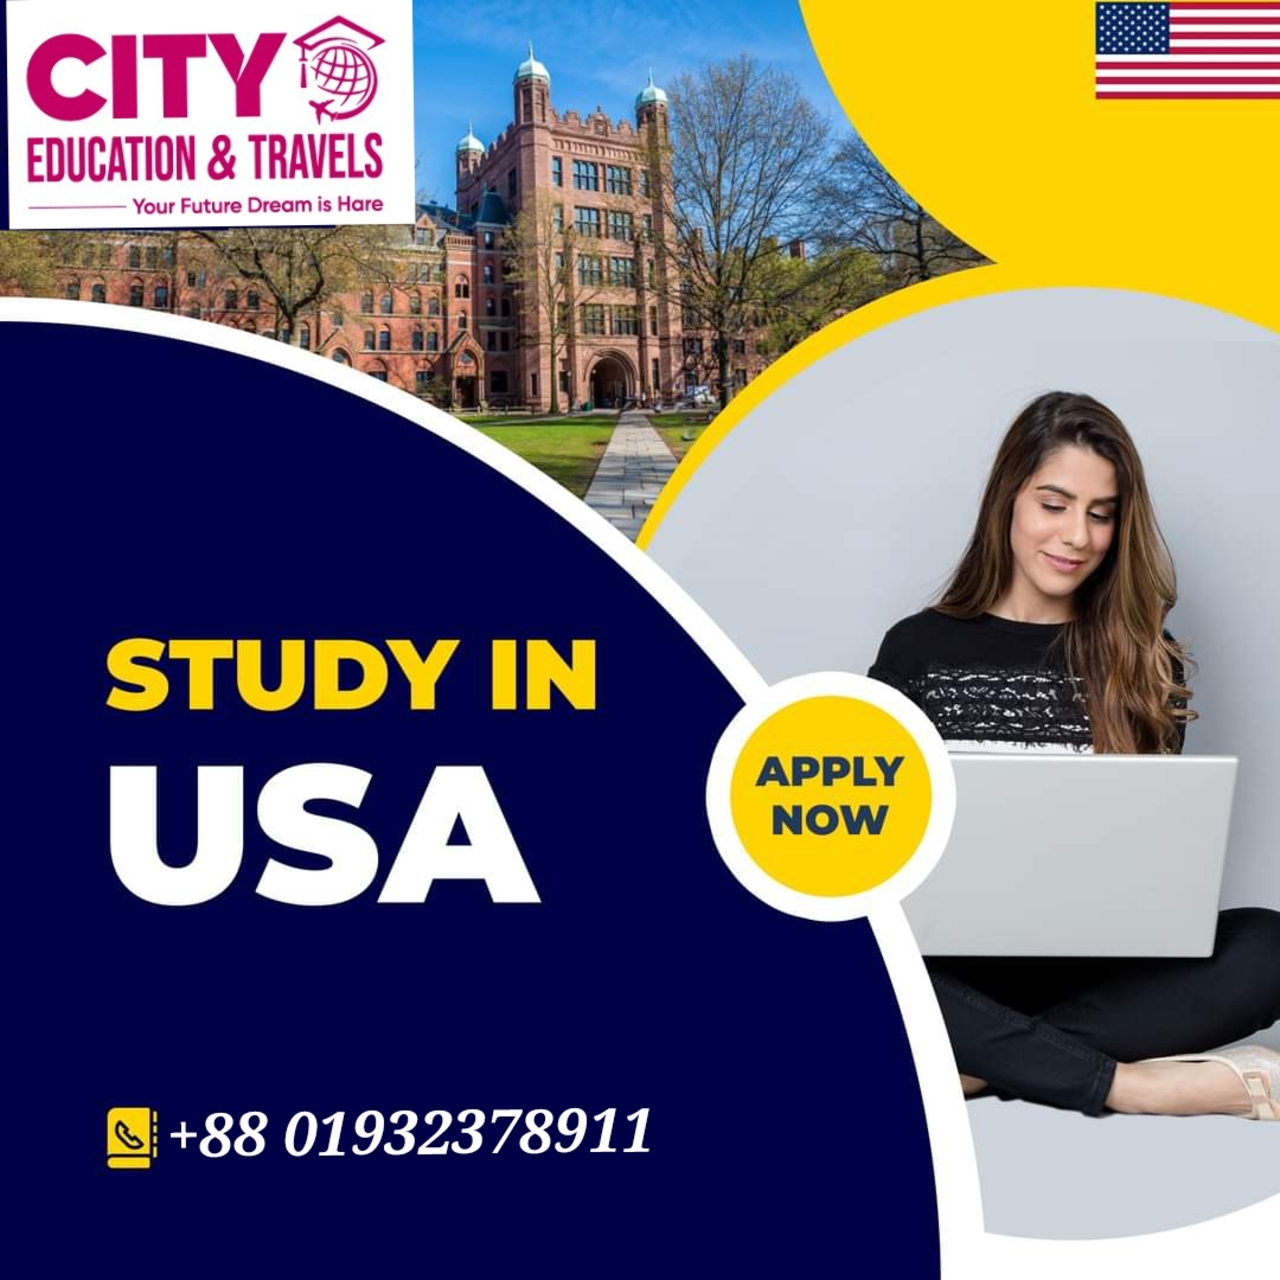 CITY
EDUCATION & TRAVELS
Your Future Dream is Hare
STUDY IN
USA
APPLY
NOW
+88 01932378911